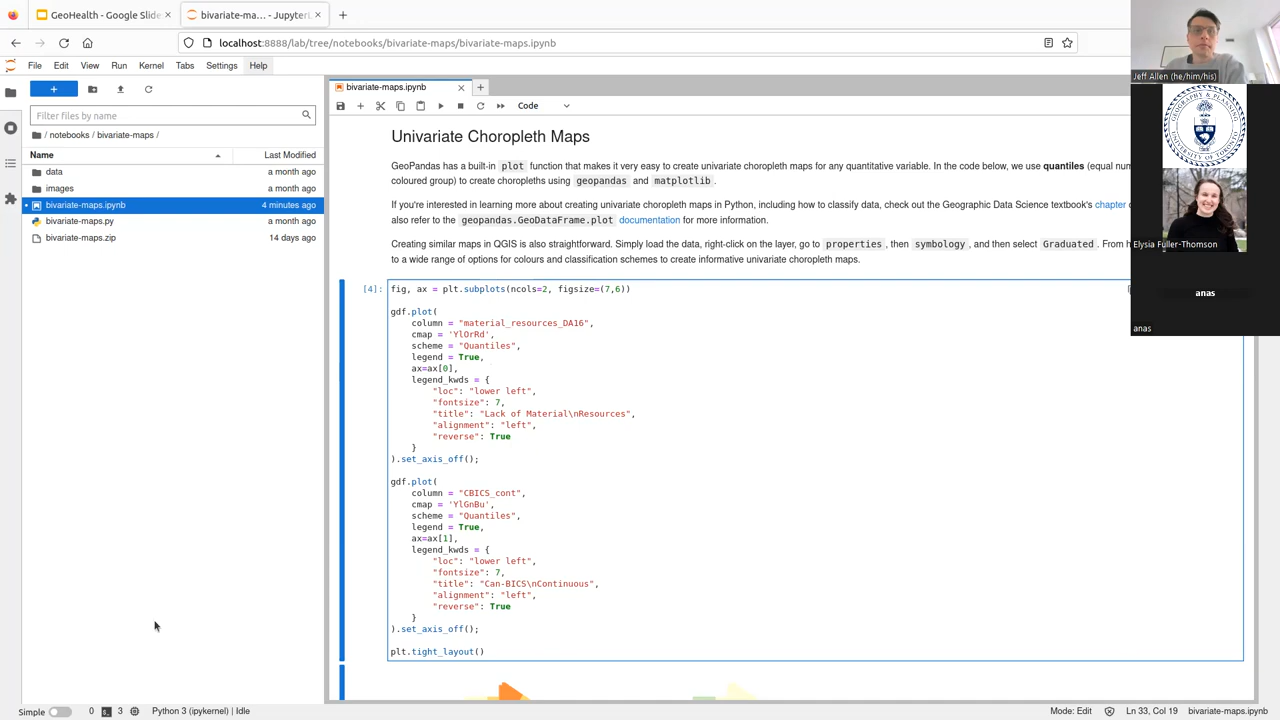 GeoHealth - Google Slide
bivariate-ma… - JupyterL
localhost:8888/lab/tree/notebooks/bivariate-maps/bivariate-maps.ipynb
File Edit View Run Kernel Tabs Settings Help
Filter files by name
/ notebooks / bivariate-maps /
Name Last Modified
data a month ago
images a month ago
bivariate-maps.ipynb 4 minutes ago
bivariate-maps.py a month ago
bivariate-maps.zip 14 days ago
bivariate-maps.ipynb
Code
Univariate Choropleth Maps
GeoPandas has a built-in plot function that makes it very easy to create univariate choropleth maps for any quantitative variable. In the code below, we use quantiles (equal num
coloured group) to create choropleths using geopandas and matplotlib .
If you're interested in learning more about creating univariate choropleth maps in Python, including how to classify data, check out the Geographic Data Science textbook's chapter
also refer to the geopandas.GeoDataFrame.plot documentation for more information.
Creating similar maps in QGIS is also straightforward. Simply load the data, right-click on the layer, go to properties , then symbology , and then select Graduated . From h
to a wide range of options for colours and classification schemes to create informative univariate choropleth maps.
[4]: fig, ax = plt.subplots(ncols=2, figsize=(7,6))
gdf.plot(
column = "material_resources_DA16",
cmap = 'YlOrRd',
scheme = "Quantiles",
legend = True,
ax=ax[0],
legend_kwds = {
"loc": "lower left",
"fontsize": 7,
"title": "Lack of Material\nResources",
"alignment": "left",
"reverse": True
}
).set_axis_off();
gdf.plot(
column = "CBICS_cont",
cmap = 'YlGnBu',
scheme = "Quantiles",
legend = True,
ax=ax[1],
legend_kwds = {
"loc": "lower left",
"fontsize": 7,
"title": "Can-BICS\nContinuous",
"alignment": "left",
"reverse": True
}
).set_axis_off();
plt.tight_layout()
Jeff Allen (he/him/his)
GEOGRAPHY & PLANNING
UNIVERSITY OF TORONTO
Elysia Fuller-Thomson
anas
anas
Simple 0 3 Python 3 (ipykernel) | Idle
Mode: Edit Ln 33, Col 19 bivariate-maps.ipynb